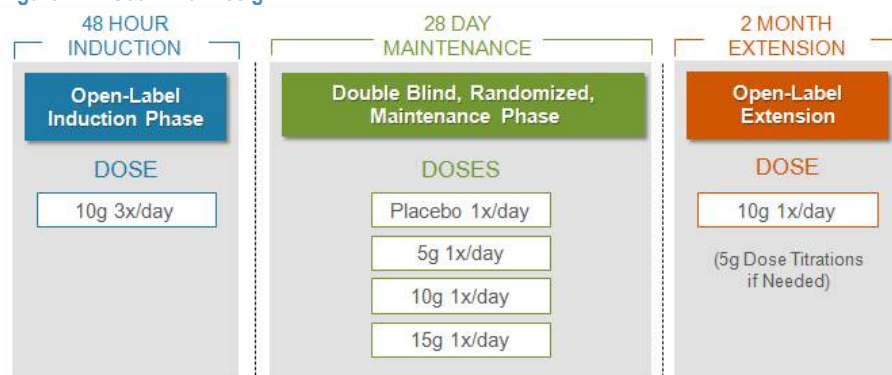 48 HOUR
INDUCTION
28 DAY
MAINTENANCE
2 MONTH
EXTENSION
Open-Label
Induction Phase
Double Blind, Randomized,
Maintenance Phase
Open-Label
Extension
DOSE
DOSES
DOSE
10g 3x/day
Placebo 1x/day
5g 1x/day
10g 1x/day
15g 1x/day
10g 1x/day
(5g Dose Titrations
if Needed)